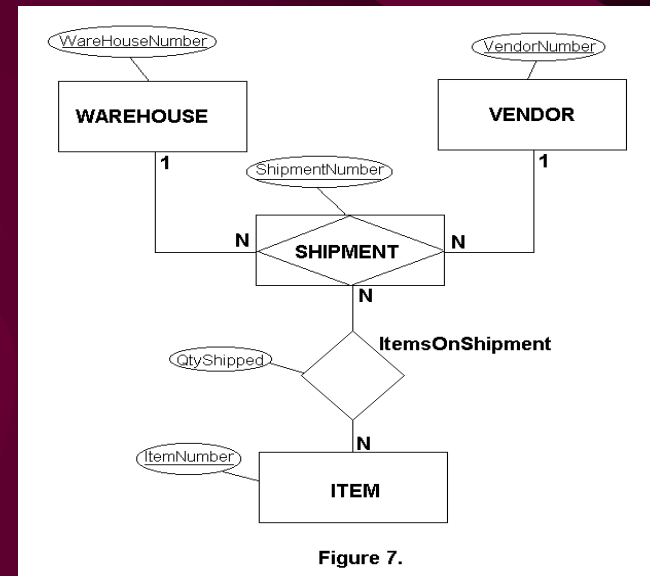 WareHouseNumber
VendorNumber
WAREHOUSE
VENDOR
1
1
ShipmentNumber
N
SHIPMENT
N
N
ItemsOnShipment
QtyShipped
N
ItemNumber
ITEM
Figure 7.